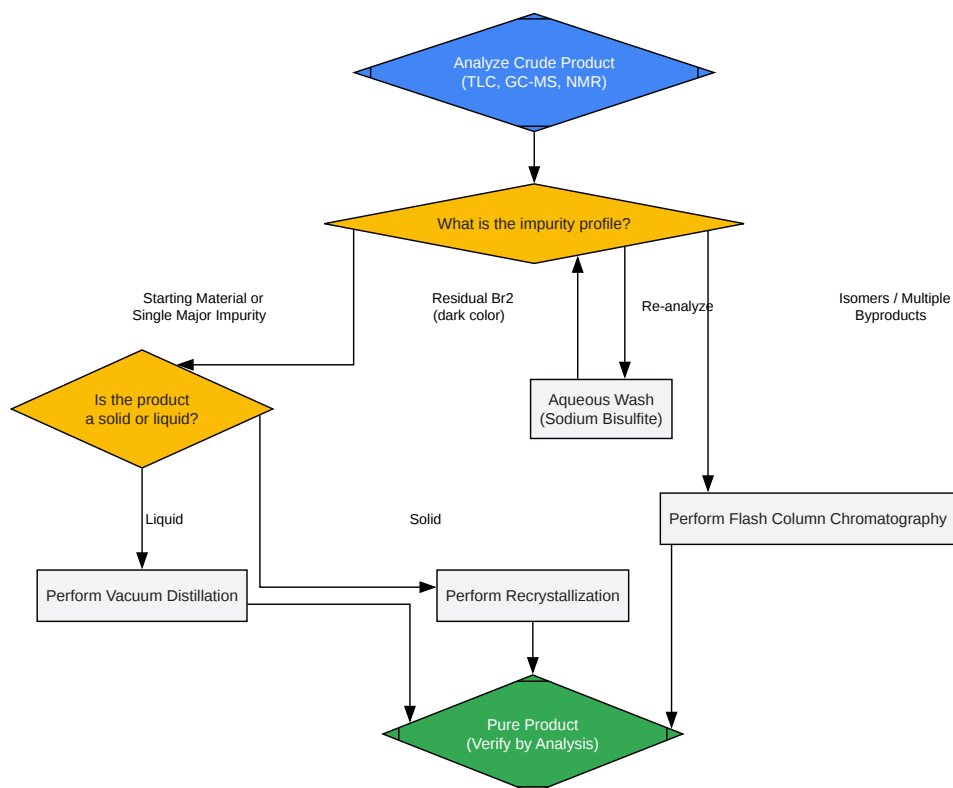 Analyze Crude Product
(TLC, GC-MS, NMR)
What is the impurity profile?
Starting Material or
Single Major Impurity
Residual Br2
(dark color)
Re-analyze
Isomers / Multiple
Byproducts
Is the product
a solid or liquid?
Aqueous Wash
(Sodium Bisulfite)
Liquid
Solid
Perform Flash Column Chromatography
Perform Vacuum Distillation
Perform Recrystallization
Pure Product
(Verify by Analysis)